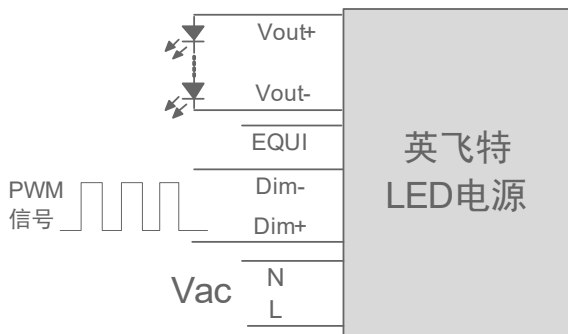 Vout+
Vout-
EQUI
Dim-
Dim+
PWM
信号
Vac
N
L
英飞特
LED电源